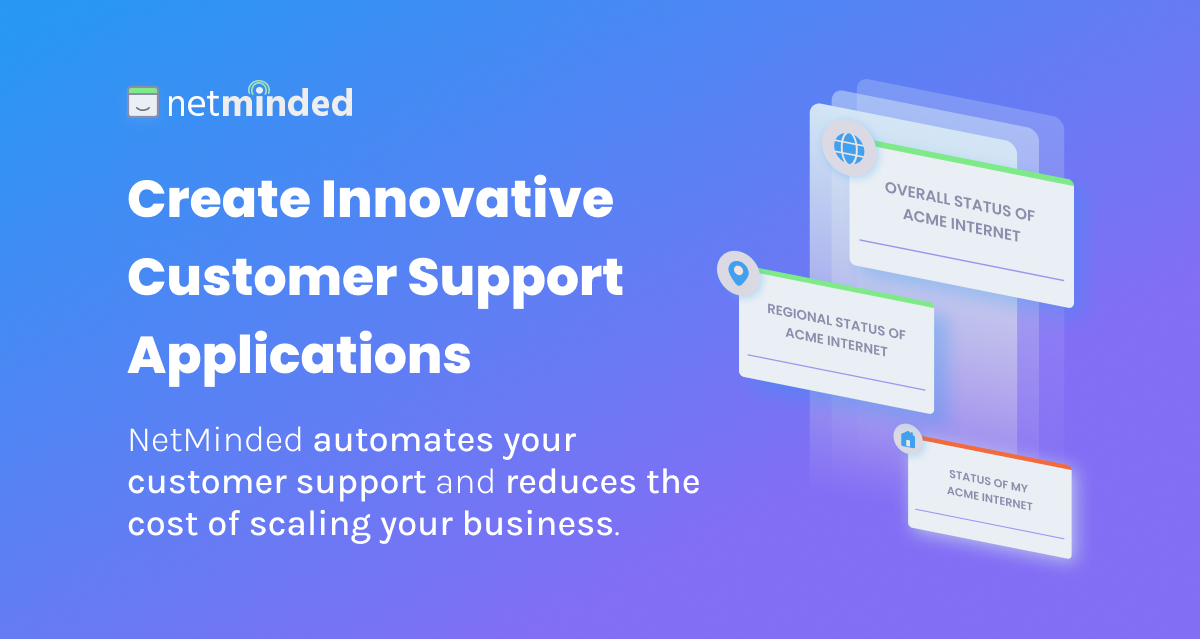 netminded
Create Innovative
Customer Support
Applications
NetMinded automates your
customer support and reduces the
cost of scaling your business.
OVERALL STATUS OF
ACME INTERNET
REGIONAL STATUS OF
ACME INTERNET
STATUS OF MY
ACME INTERNET